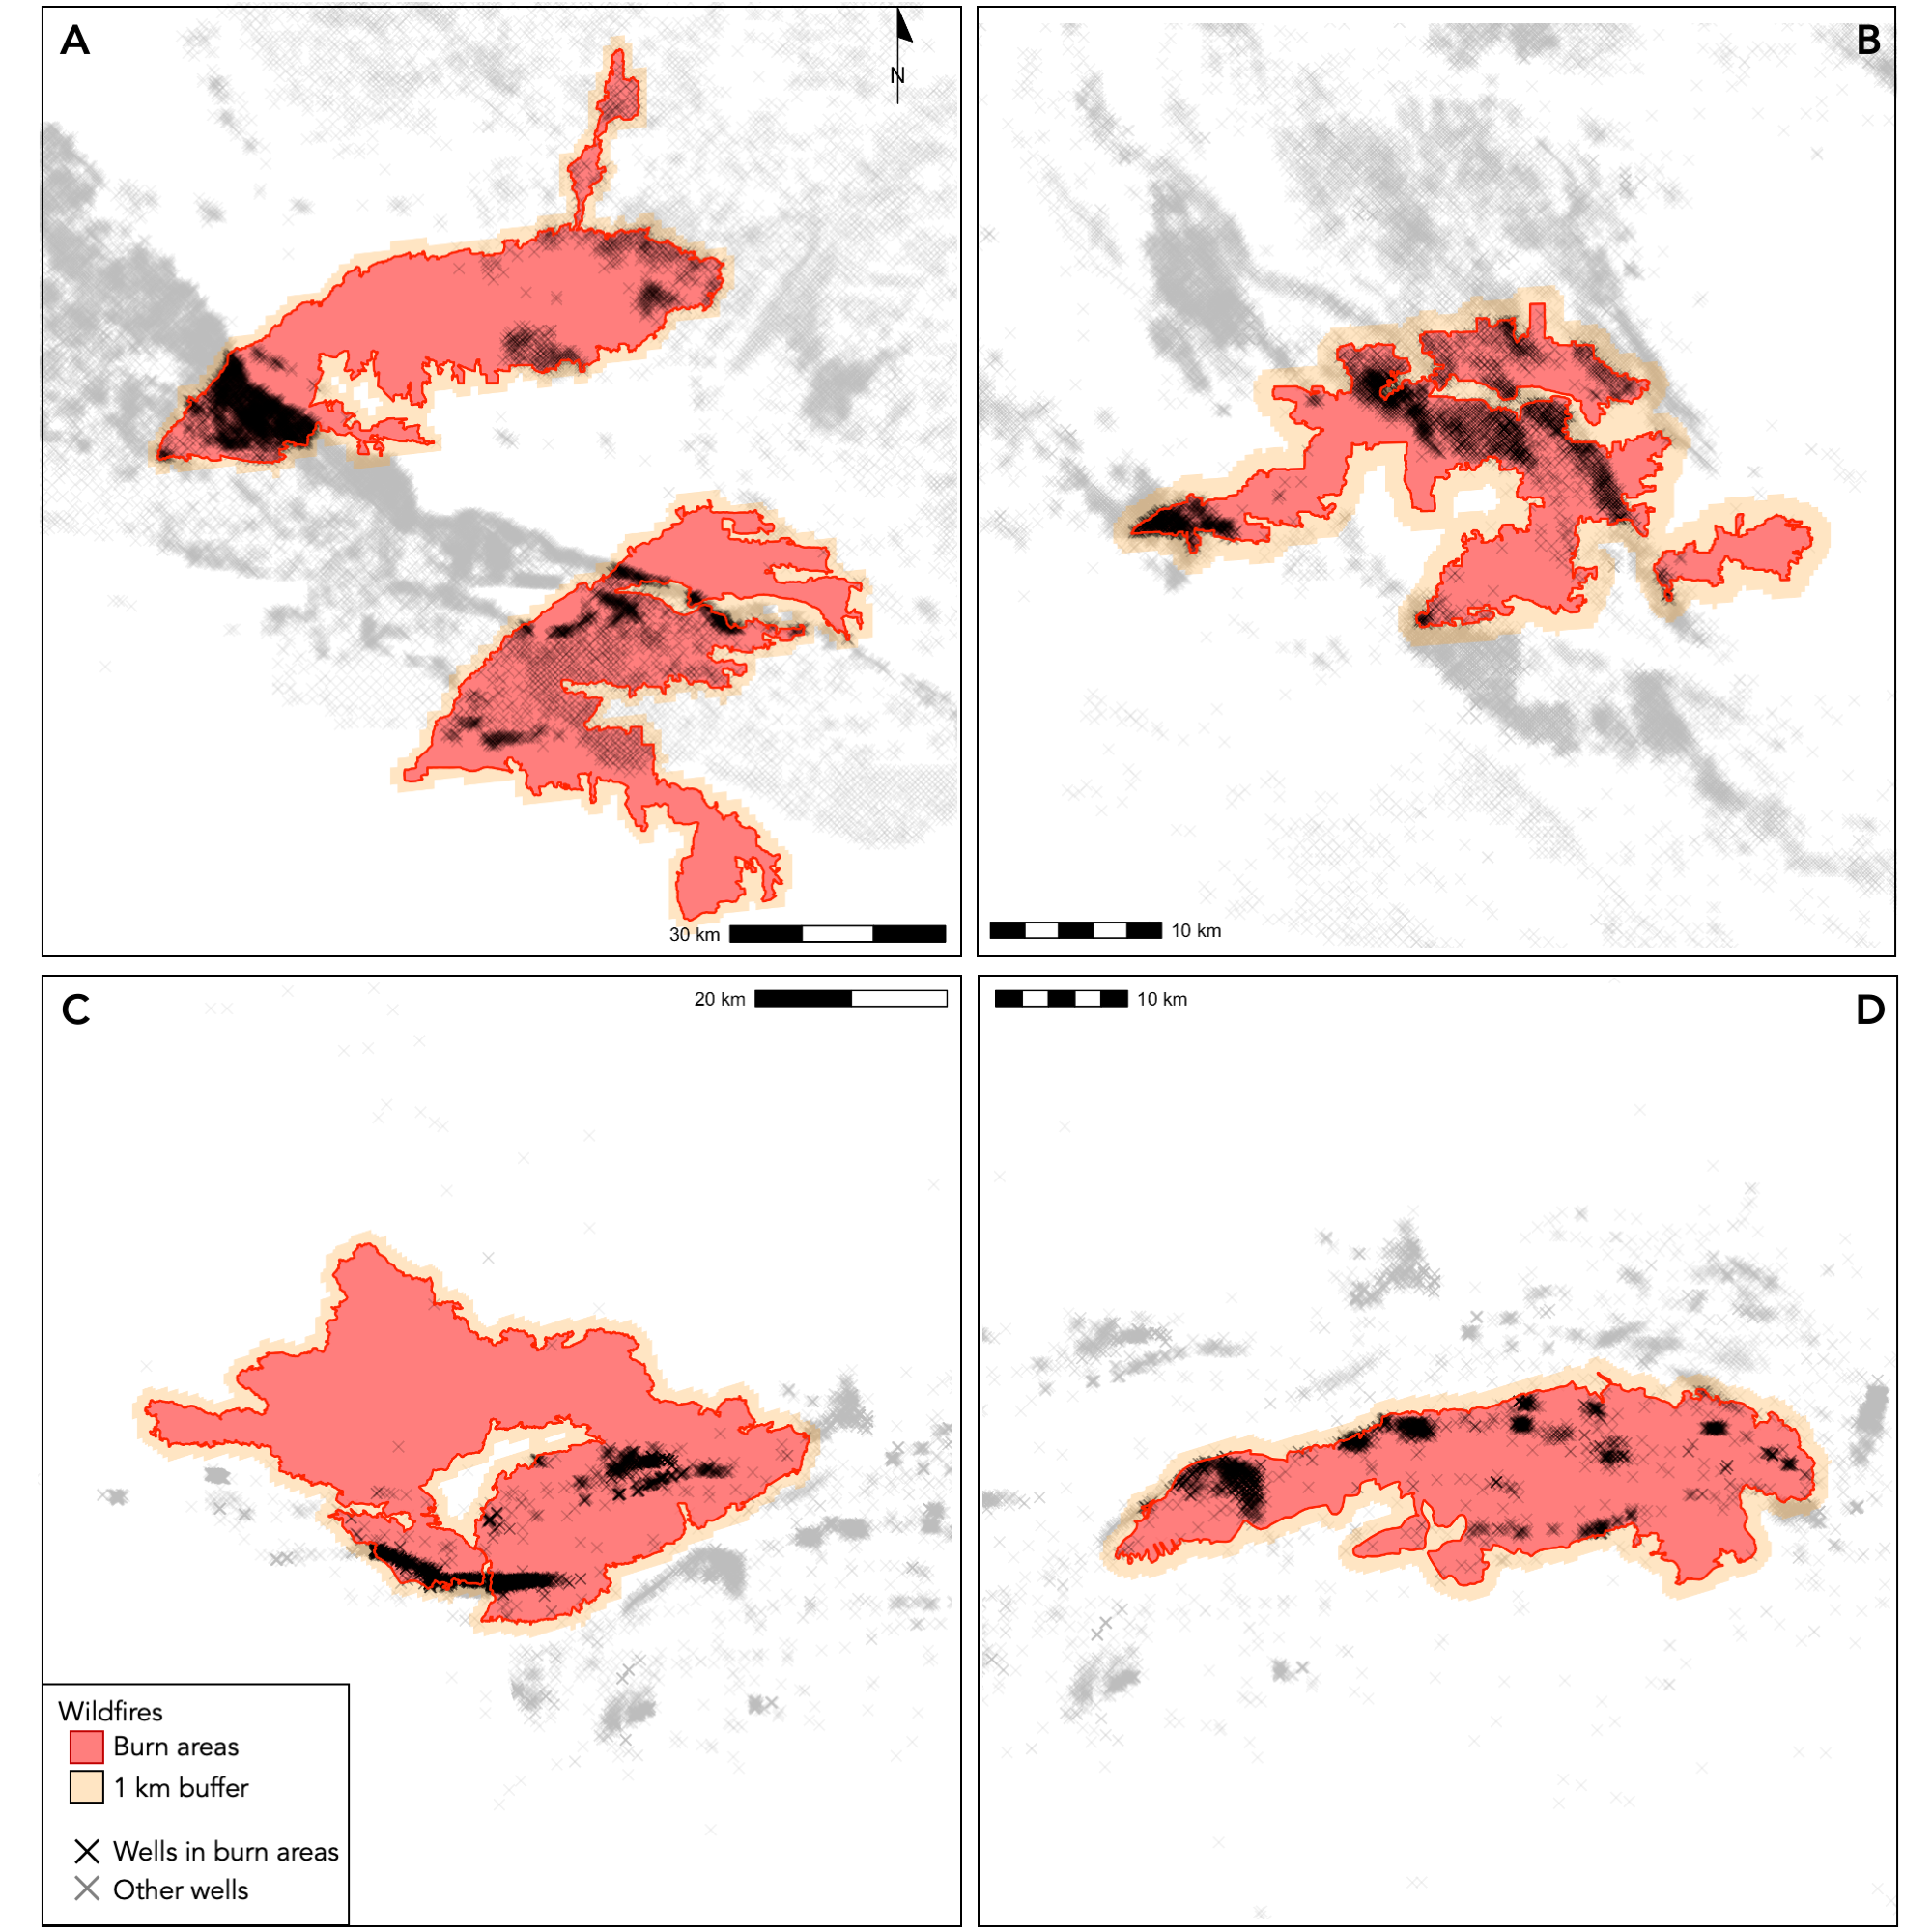 A
N
B
30 km
10 km
C
20 km
10 km
D
Wildfires
Burn areas
1 km buffer
Wells in burn areas
Other wells